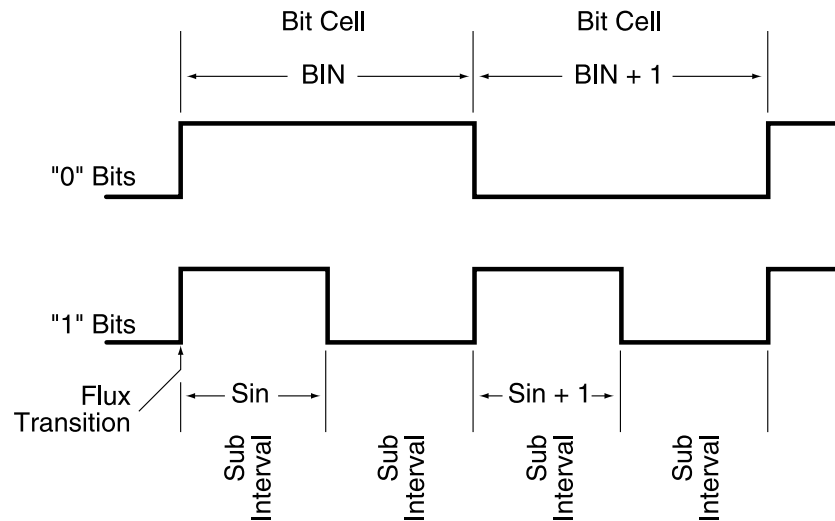 Bit Cell
Bit Cell
BIN
BIN + 1
"0" Bits
"1" Bits
Flux
Transition
Sin
Sin + 1
Sub
Interval
Sub
Interval
Sub
Interval
Sub
Interval